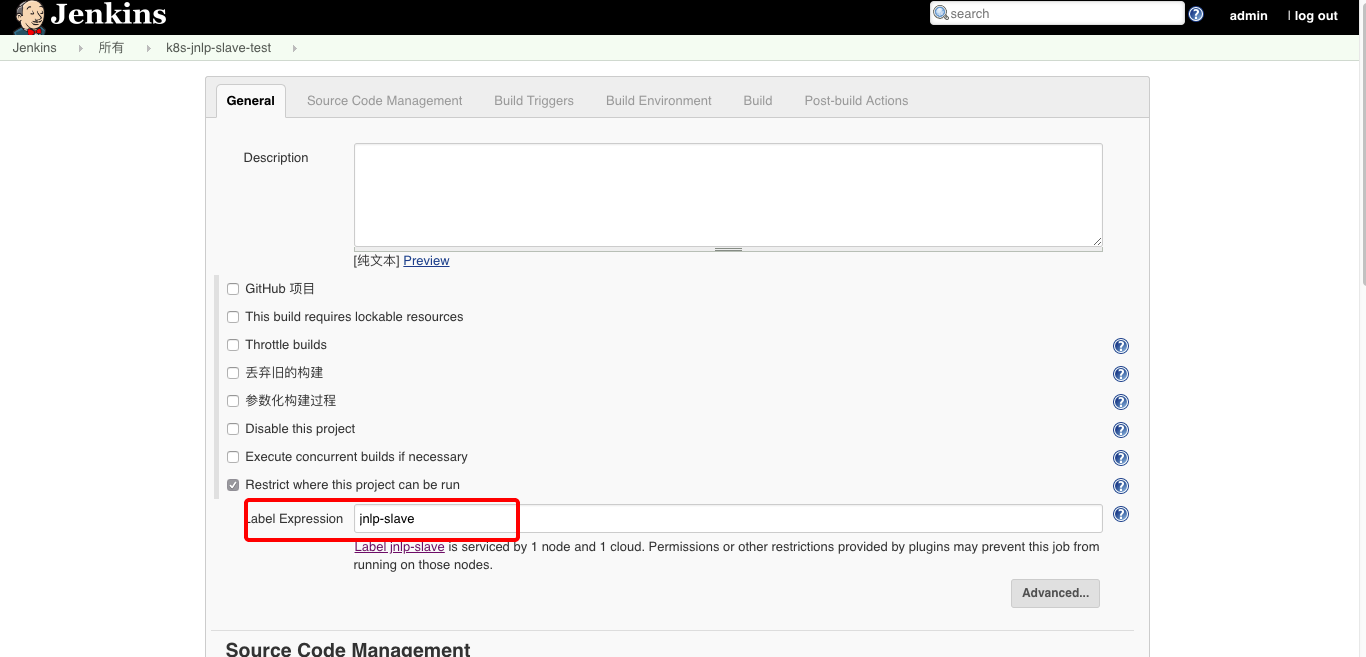 Jenkins
search
admin
| log out
Jenkins
所有
k8s-jnlp-slave-test
General
Source Code Management
Build Triggers
Build Environment
Build
Post-build Actions
Description
[纯文本] Preview
GitHub 项目
This build requires lockable resources
Throttle builds
丢弃旧的构建
参数化构建过程
Disable this project
Execute concurrent builds if necessary
Restrict where this project can be run
Label Expression
jnlp-slave
Label jnlp-slave is serviced by 1 node and 1 cloud. Permissions or other restrictions provided by plugins may prevent this job from
running on those nodes.
Advanced...
Source Code Management